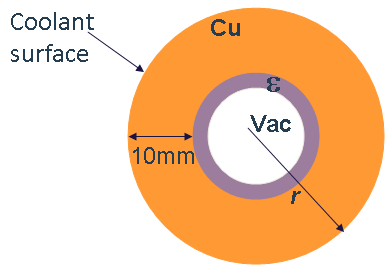 Coolant
surface
Cu
ε
Vac
10mm
r